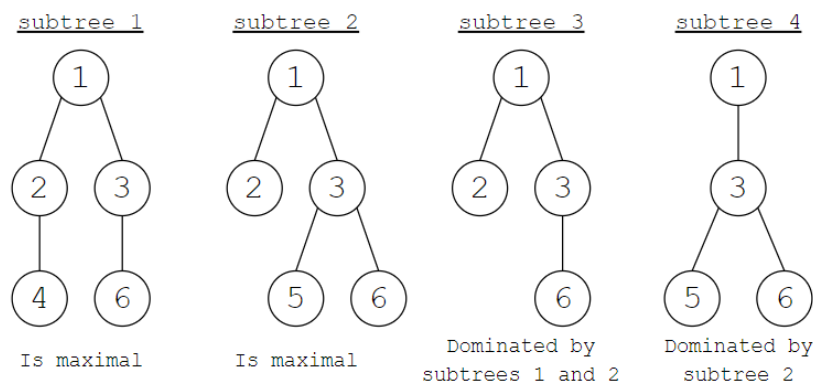 subtree 1
subtree 2
subtree 3
subtree 4
1
1
1
1
2
3
2
3
2
3
3
4
6
5
6
6
5
6
Is maximal
Is maximal
Dominated by
subtrees 1 and 2
Dominated by
subtree 2